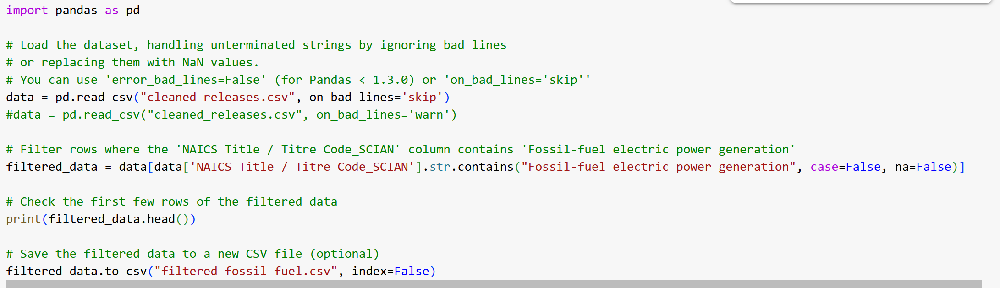 import pandas as pd
# Load the dataset, handling unterminated strings by ignoring bad lines
# or replacing them with NaN values.
# You can use 'error_bad_lines=False' (for Pandas < 1.3.0) or 'on_bad_lines='skip''
data = pd.read_csv("cleaned_releases.csv", on_bad_lines='skip')
#data = pd.read_csv("cleaned_releases.csv", on_bad_lines='warn')
# Filter rows where the 'NAICS Title / Titre Code_SCIAN' column contains 'Fossil-fuel electric power generation'
filtered_data = data[data['NAICS Title / Titre Code_SCIAN'].str.contains("Fossil-fuel electric power generation", case=False, na=False)]
# Check the first few rows of the filtered data
print(filtered_data.head())
# Save the filtered data to a new CSV file (optional)
filtered_data.to_csv("filtered_fossil_fuel.csv", index=False)